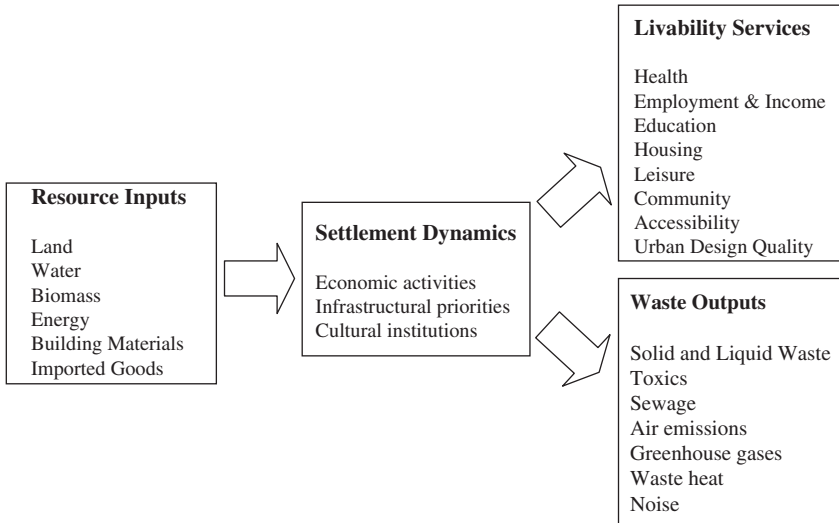 Resource Inputs
Land
Water
Biomass
Energy
Building Materials
Imported Goods
Settlement Dynamics
Economic activities
Infrastructural priorities
Cultural institutions
Livability Services
Health
Employment & Income
Education
Housing
Leisure
Community
Accessibility
Urban Design Quality
Waste Outputs
Solid and Liquid Waste
Toxics
Sewage
Air emissions
Greenhouse gases
Waste heat
Noise